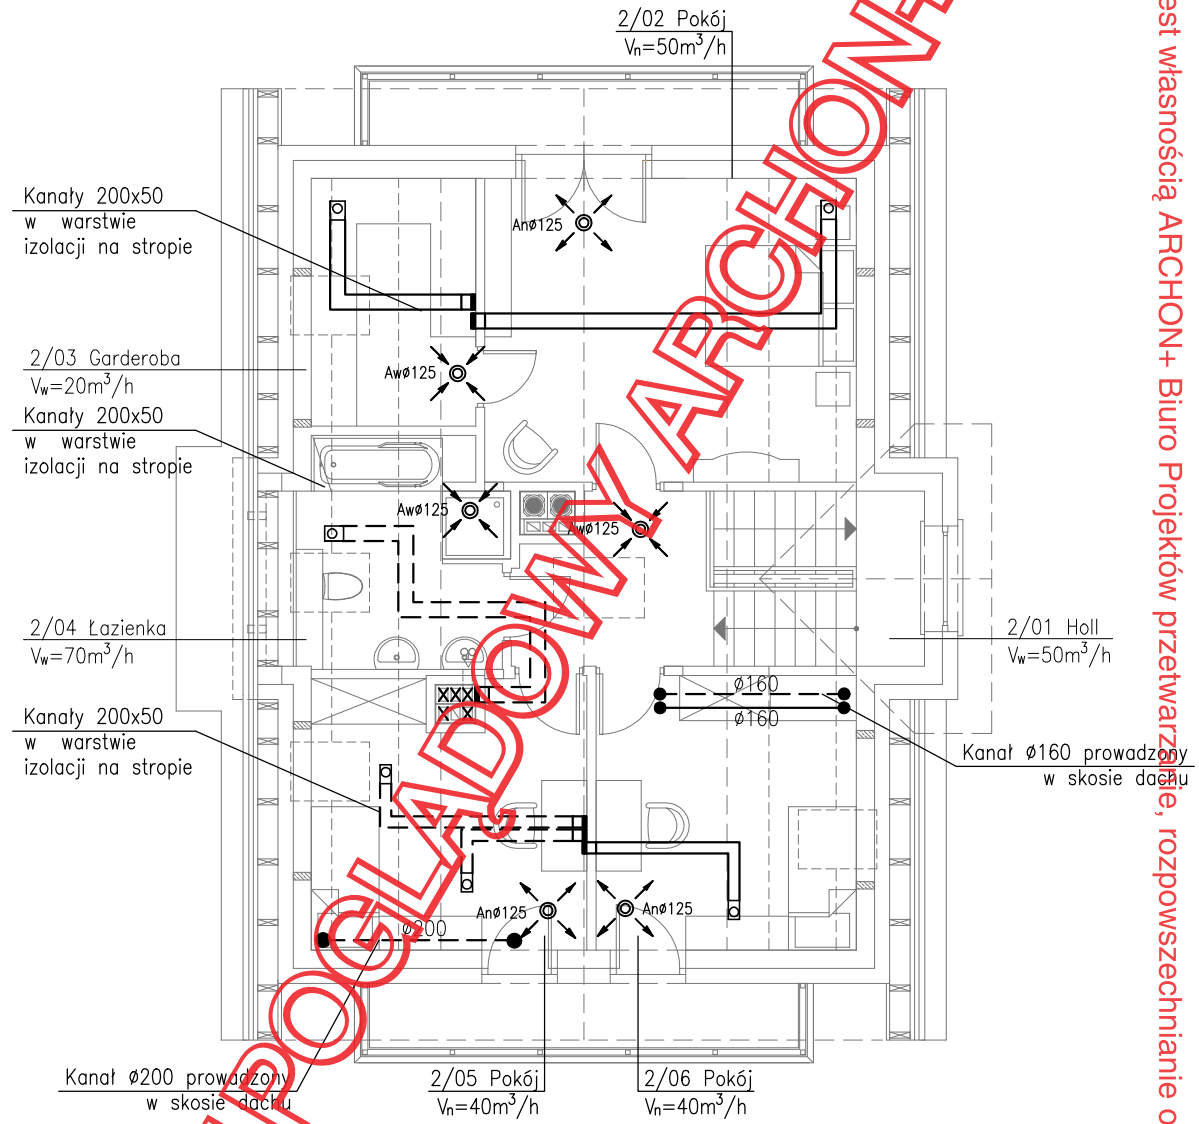 2/02 Pokój
Vn=50m³/h
Kanały 200x50
w warstwie
izolacji na stropie
Anø125
2/03 Garderoba
Vw=20m³/h
Awø125
Kanały 200x50
w warstwie
izolacji na stropie
Awø125
Awø125
2/04 Łazienka
Vw=70m³/h
2/01 Holl
Vw=50m³/h
ø160
ø160
Kanały 200x50
w warstwie
izolacji na stropie
Kanał ø160 prowadzony
w skosie dachu
Anø125
Anø125
ø200
Kanał ø200 prowadzony
w skosie dachu
2/05 Pokój
Vn=40m³/h
2/06 Pokój
Vn=40m³/h
POGLĄDOWY ARCHON+
est własnością ARCHON+ Biuro Projektów przetwarzanie, rozpowszechnianie